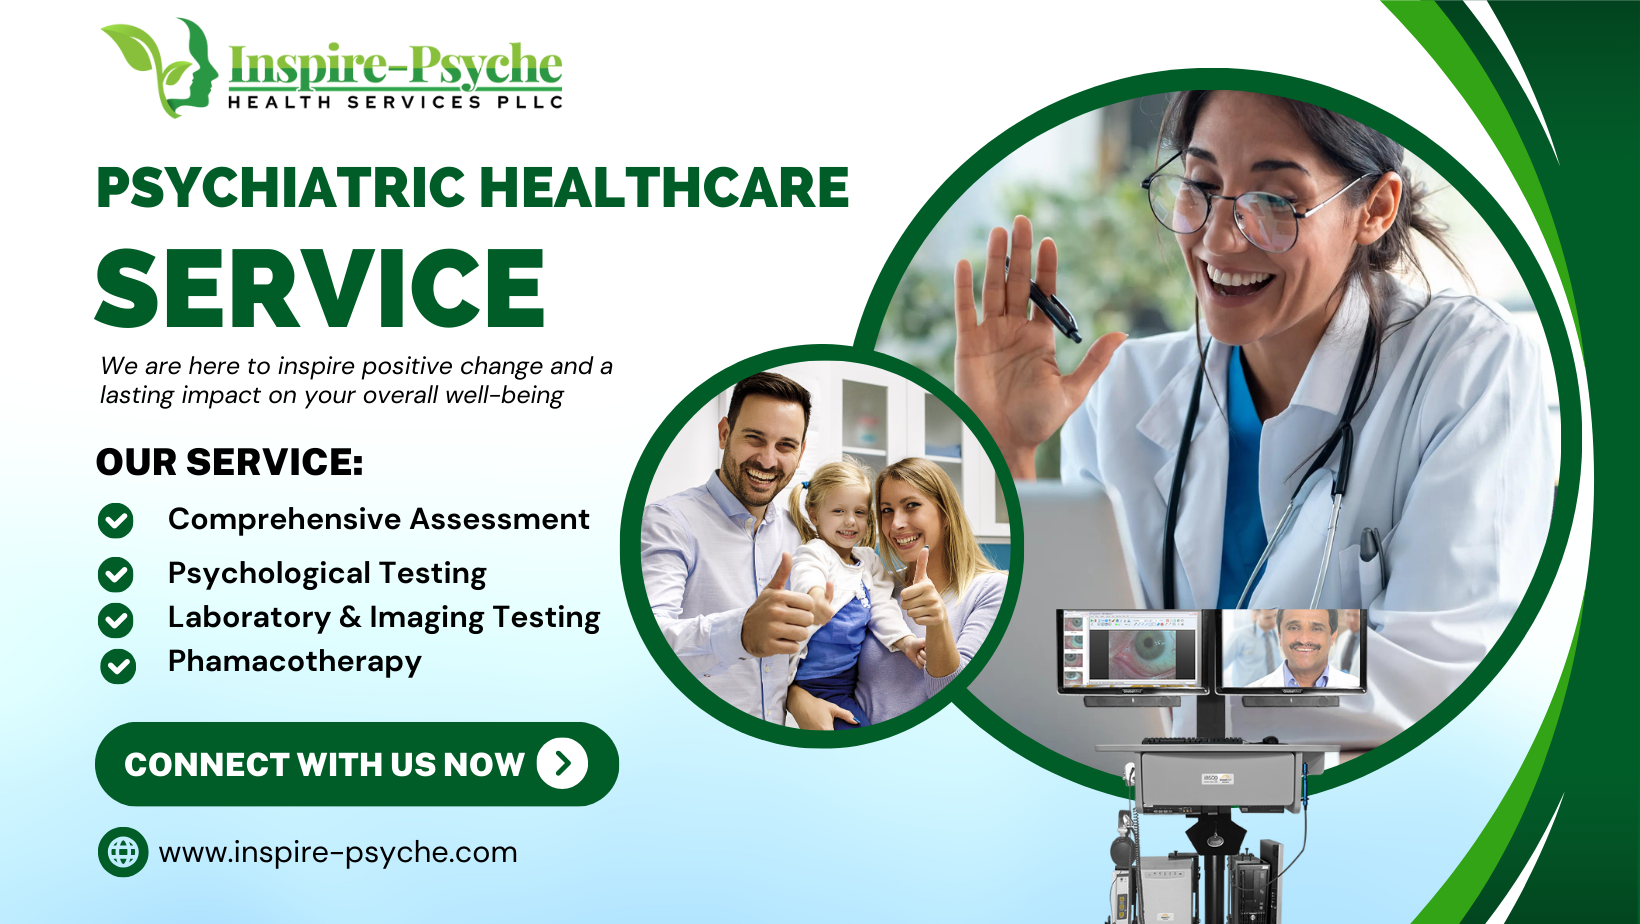 Inspire-Psyche
HEALTH SERVICES PLLC
PSYCHIATRIC HEALTHCARE
SERVICE
We are here to inspire positive change and a
lasting impact on your overall well-being
OUR SERVICE:
Comprehensive Assessment
Psychological Testing
Laboratory & Imaging Testing
Phamacotherapy
CONNECT WITH US NOW
www.inspire-psyche.com